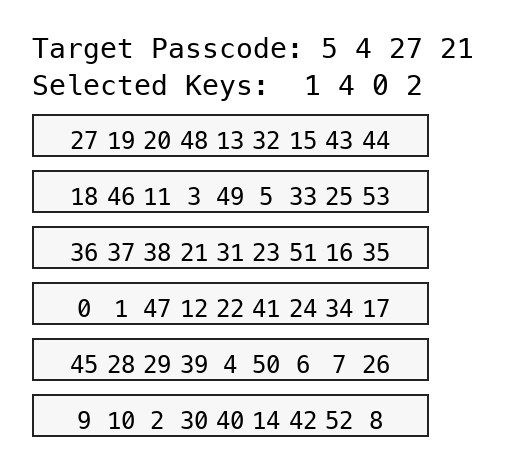 Target Passcode: 5 4 27 21
Selected Keys: 1 4 0 2
27 19 20 48 13 32 15 43 44
18 46 11 3 49 5 33 25 53
36 37 38 21 31 23 51 16 35
0 1 47 12 22 41 24 34 17
45 28 29 39 4 50 6 7 26
9 10 2 30 40 14 42 52 8